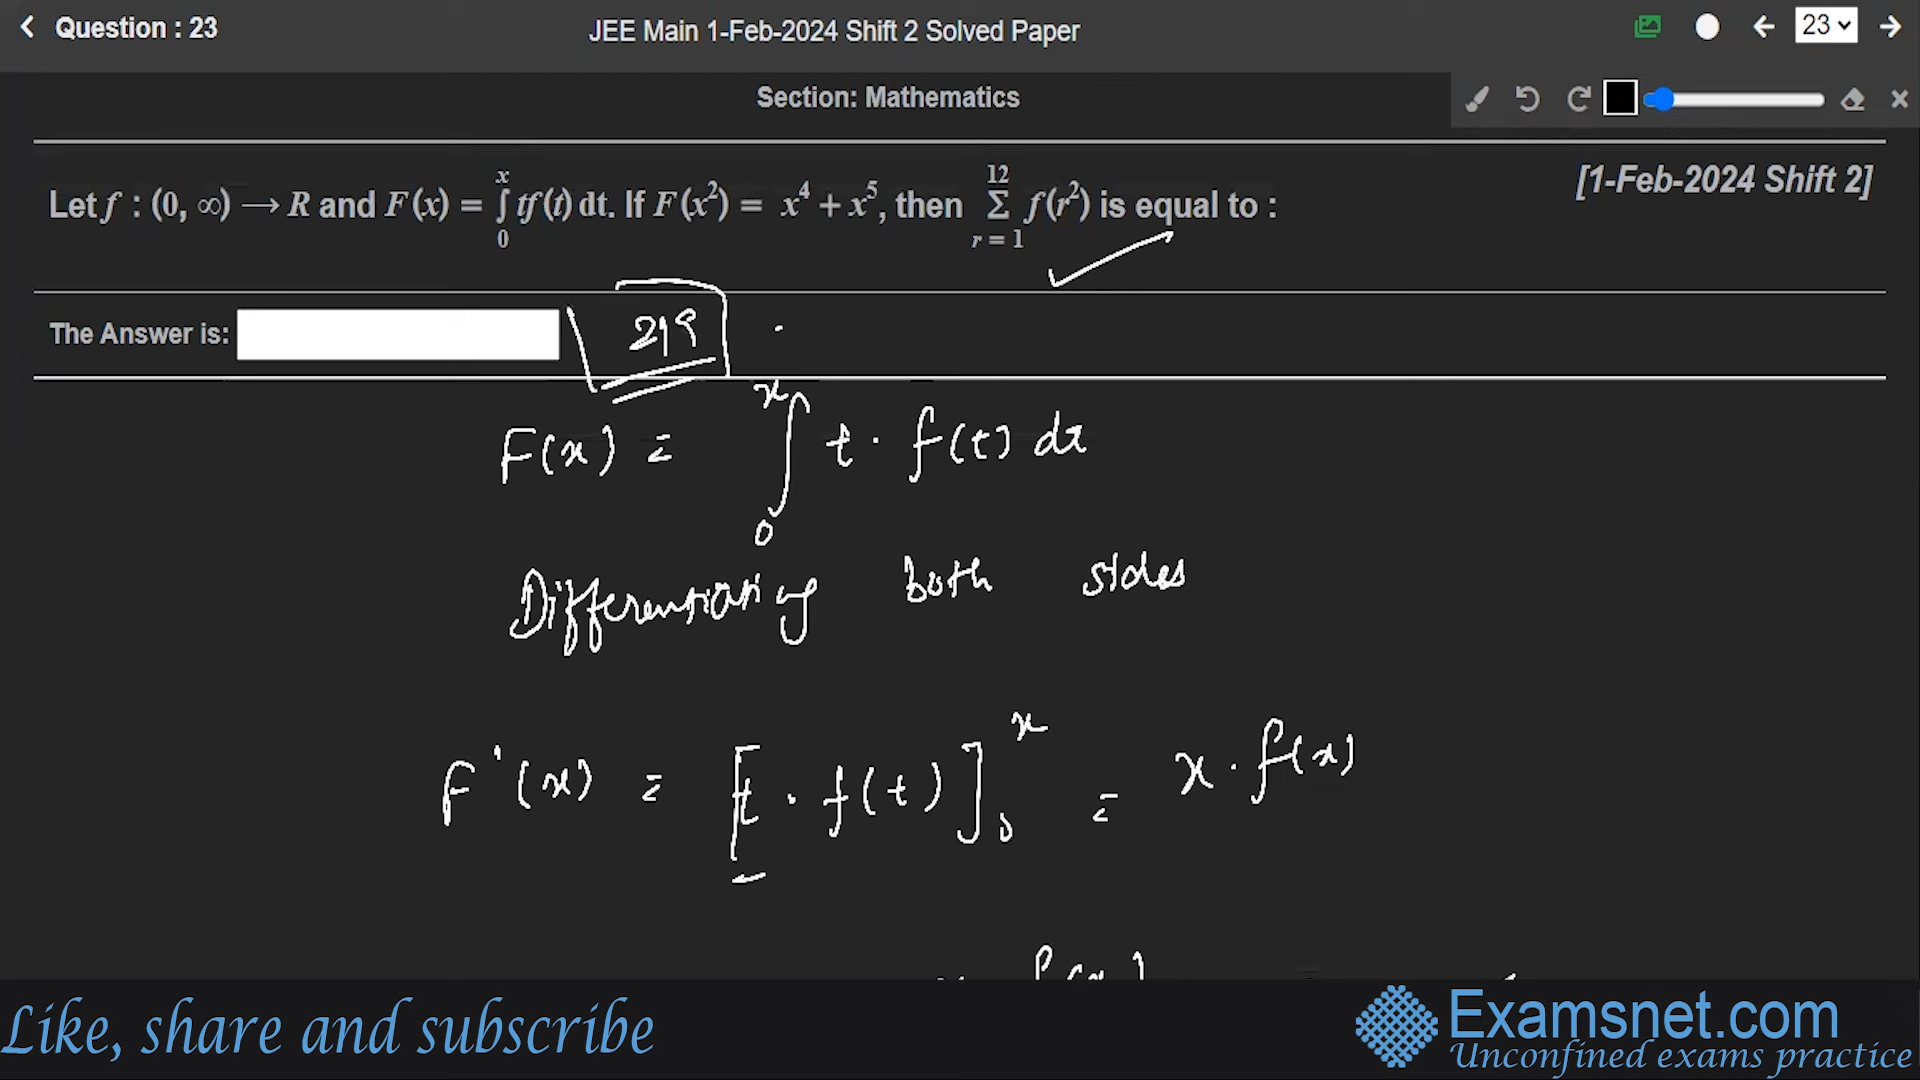 Question : 23
JEE Main 1-Feb-2024 Shift 2 Solved Paper
23
Section: Mathematics
[1-Feb-2024 Shift 2]
Let f : (0, ∞) → R and F(x) = ∫₀ˣ tf(t) dt. If F(x²) = x⁴ + x⁵, then Σ_{r=1}^{12} f(r²) is equal to :
The Answer is:
219
F(x) = ∫₀ˣ t · f(t) dx
Differentiating both sides
F'(x) = [t · f(t)]₀ˣ = x · f(x)
Like, share and subscribe
Examsnet.com
Unconfined exams practice